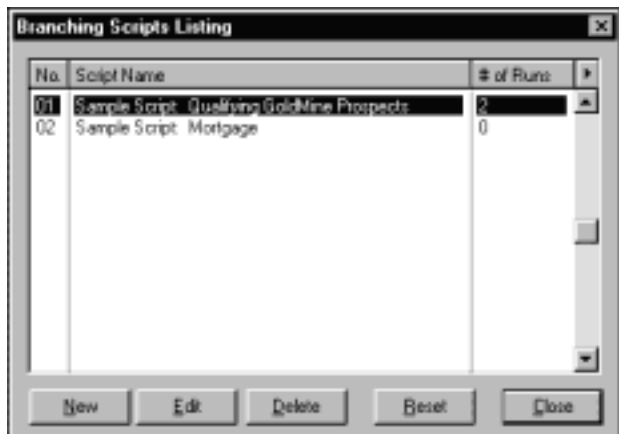 Branching Scripts Listing
No. Script Name # of Runs
01 Sample Script: Qualifying GoldMine Prospects 2
02 Sample Script: Mortgage 0
New Edit Delete Reset Close